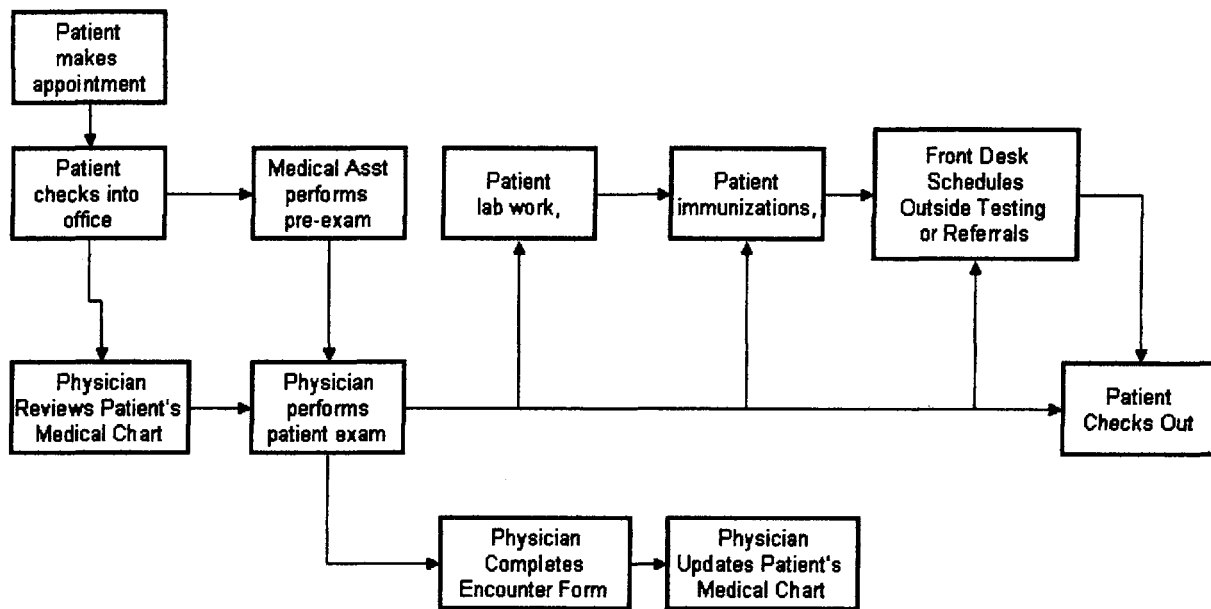 Patient
makes
appointment
Patient
checks into
office
Medical Asst
performs
pre-exam
Patient
lab work,
Patient
immunizations,
Front Desk
Schedules
Outside Testing
or Referrals
Physician
Reviews Patient's
Medical Chart
Physician
performs
patient exam
Patient
Checks Out
Physician
Completes
Encounter Form
Physician
Updates Patient's
Medical Chart